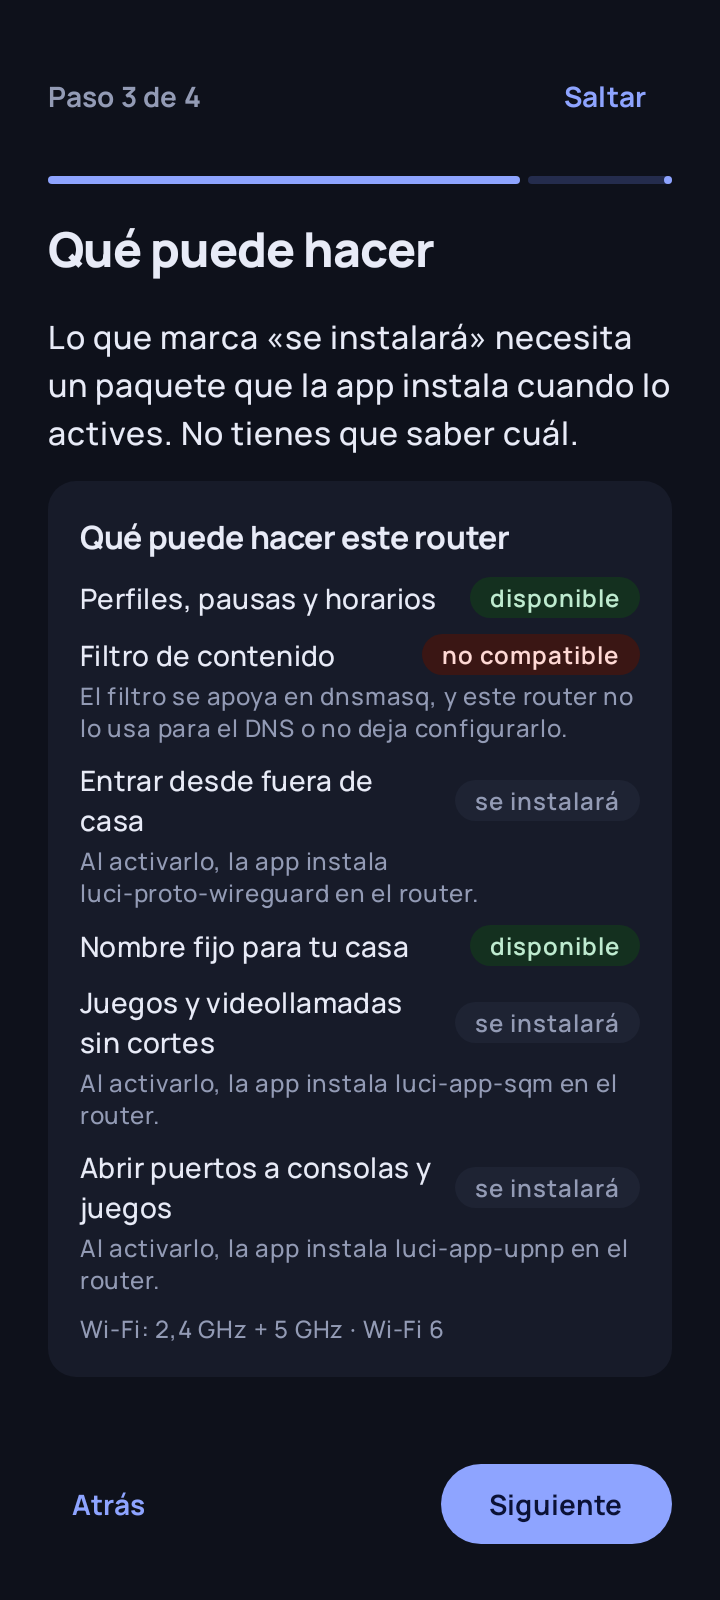 Paso 3 de 4
Saltar
Qué puede hacer
Lo que marca «se instalará» necesita
un paquete que la app instala cuando lo
actives. No tienes que saber cuál.
Qué puede hacer este router
Perfiles, pausas y horarios
disponible
Filtro de contenido
no compatible
El filtro se apoya en dnsmasq, y este router no
lo usa para el DNS o no deja configurarlo.
Entrar desde fuera de
casa
se instalará
Al activarlo, la app instala
luci-proto-wireguard en el router.
Nombre fijo para tu casa
disponible
Juegos y videollamadas
sin cortes
se instalará
Al activarlo, la app instala luci-app-sqm en el
router.
Abrir puertos a consolas y
juegos
se instalará
Al activarlo, la app instala luci-app-upnp en el
router.
Wi-Fi: 2,4 GHz + 5 GHz · Wi-Fi 6
Atrás
Siguiente